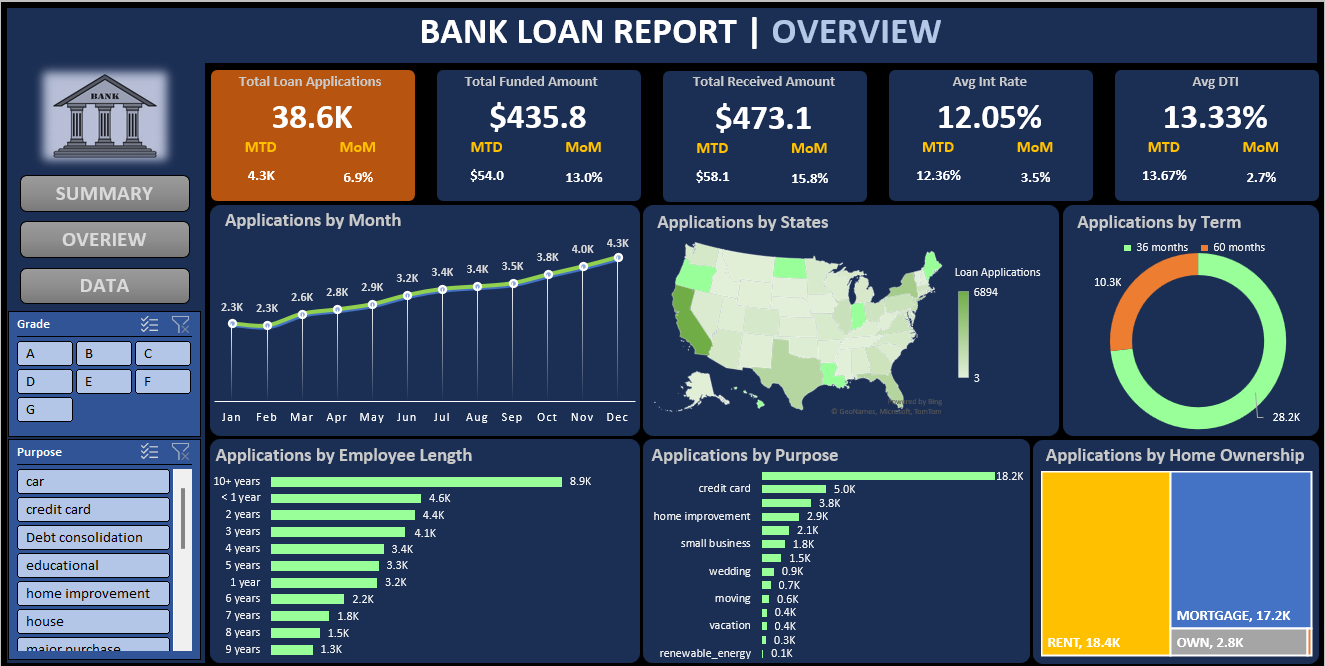 BANK LOAN REPORT | OVERVIEW
BANK
SUMMARY
OVERIEW
DATA
Total Loan Applications
38.6K
MTD MoM
4.3K 6.9%
Total Funded Amount
$435.8
MTD MoM
$54.0 13.0%
Total Received Amount
$473.1
MTD MoM
$58.1 15.8%
Avg Int Rate
12.05%
MTD MoM
12.36% 3.5%
Avg DTI
13.33%
MTD MoM
13.67% 2.7%
Grade
A B C
D E F
G
Purpose
car
credit card
Debt consolidation
educational
home improvement
house
major purchase
Applications by Month
2.3K 2.3K 2.6K 2.8K 2.9K 3.2K 3.4K 3.4K 3.5K 3.8K 4.0K 4.3K
Jan Feb Mar Apr May Jun Jul Aug Sep Oct Nov Dec
Applications by States
Loan Applications
6894
3
Powered by Bing
© GeoNames, Microsoft, TomTom
Applications by Term
36 months 60 months
10.3K
28.2K
Applications by Employee Length
10+ years 8.9K
< 1 year 4.6K
2 years 4.4K
3 years 4.1K
4 years 3.4K
5 years 3.3K
1 year 3.2K
6 years 2.2K
7 years 1.8K
8 years 1.5K
9 years 1.3K
Applications by Purpose
18.2K
credit card 5.0K
3.8K
home improvement 2.9K
2.1K
small business 1.8K
1.5K
wedding 0.9K
0.7K
moving 0.6K
0.4K
vacation 0.4K
0.3K
renewable_energy 0.1K
Applications by Home Ownership
RENT, 18.4K
MORTGAGE, 17.2K
OWN, 2.8K